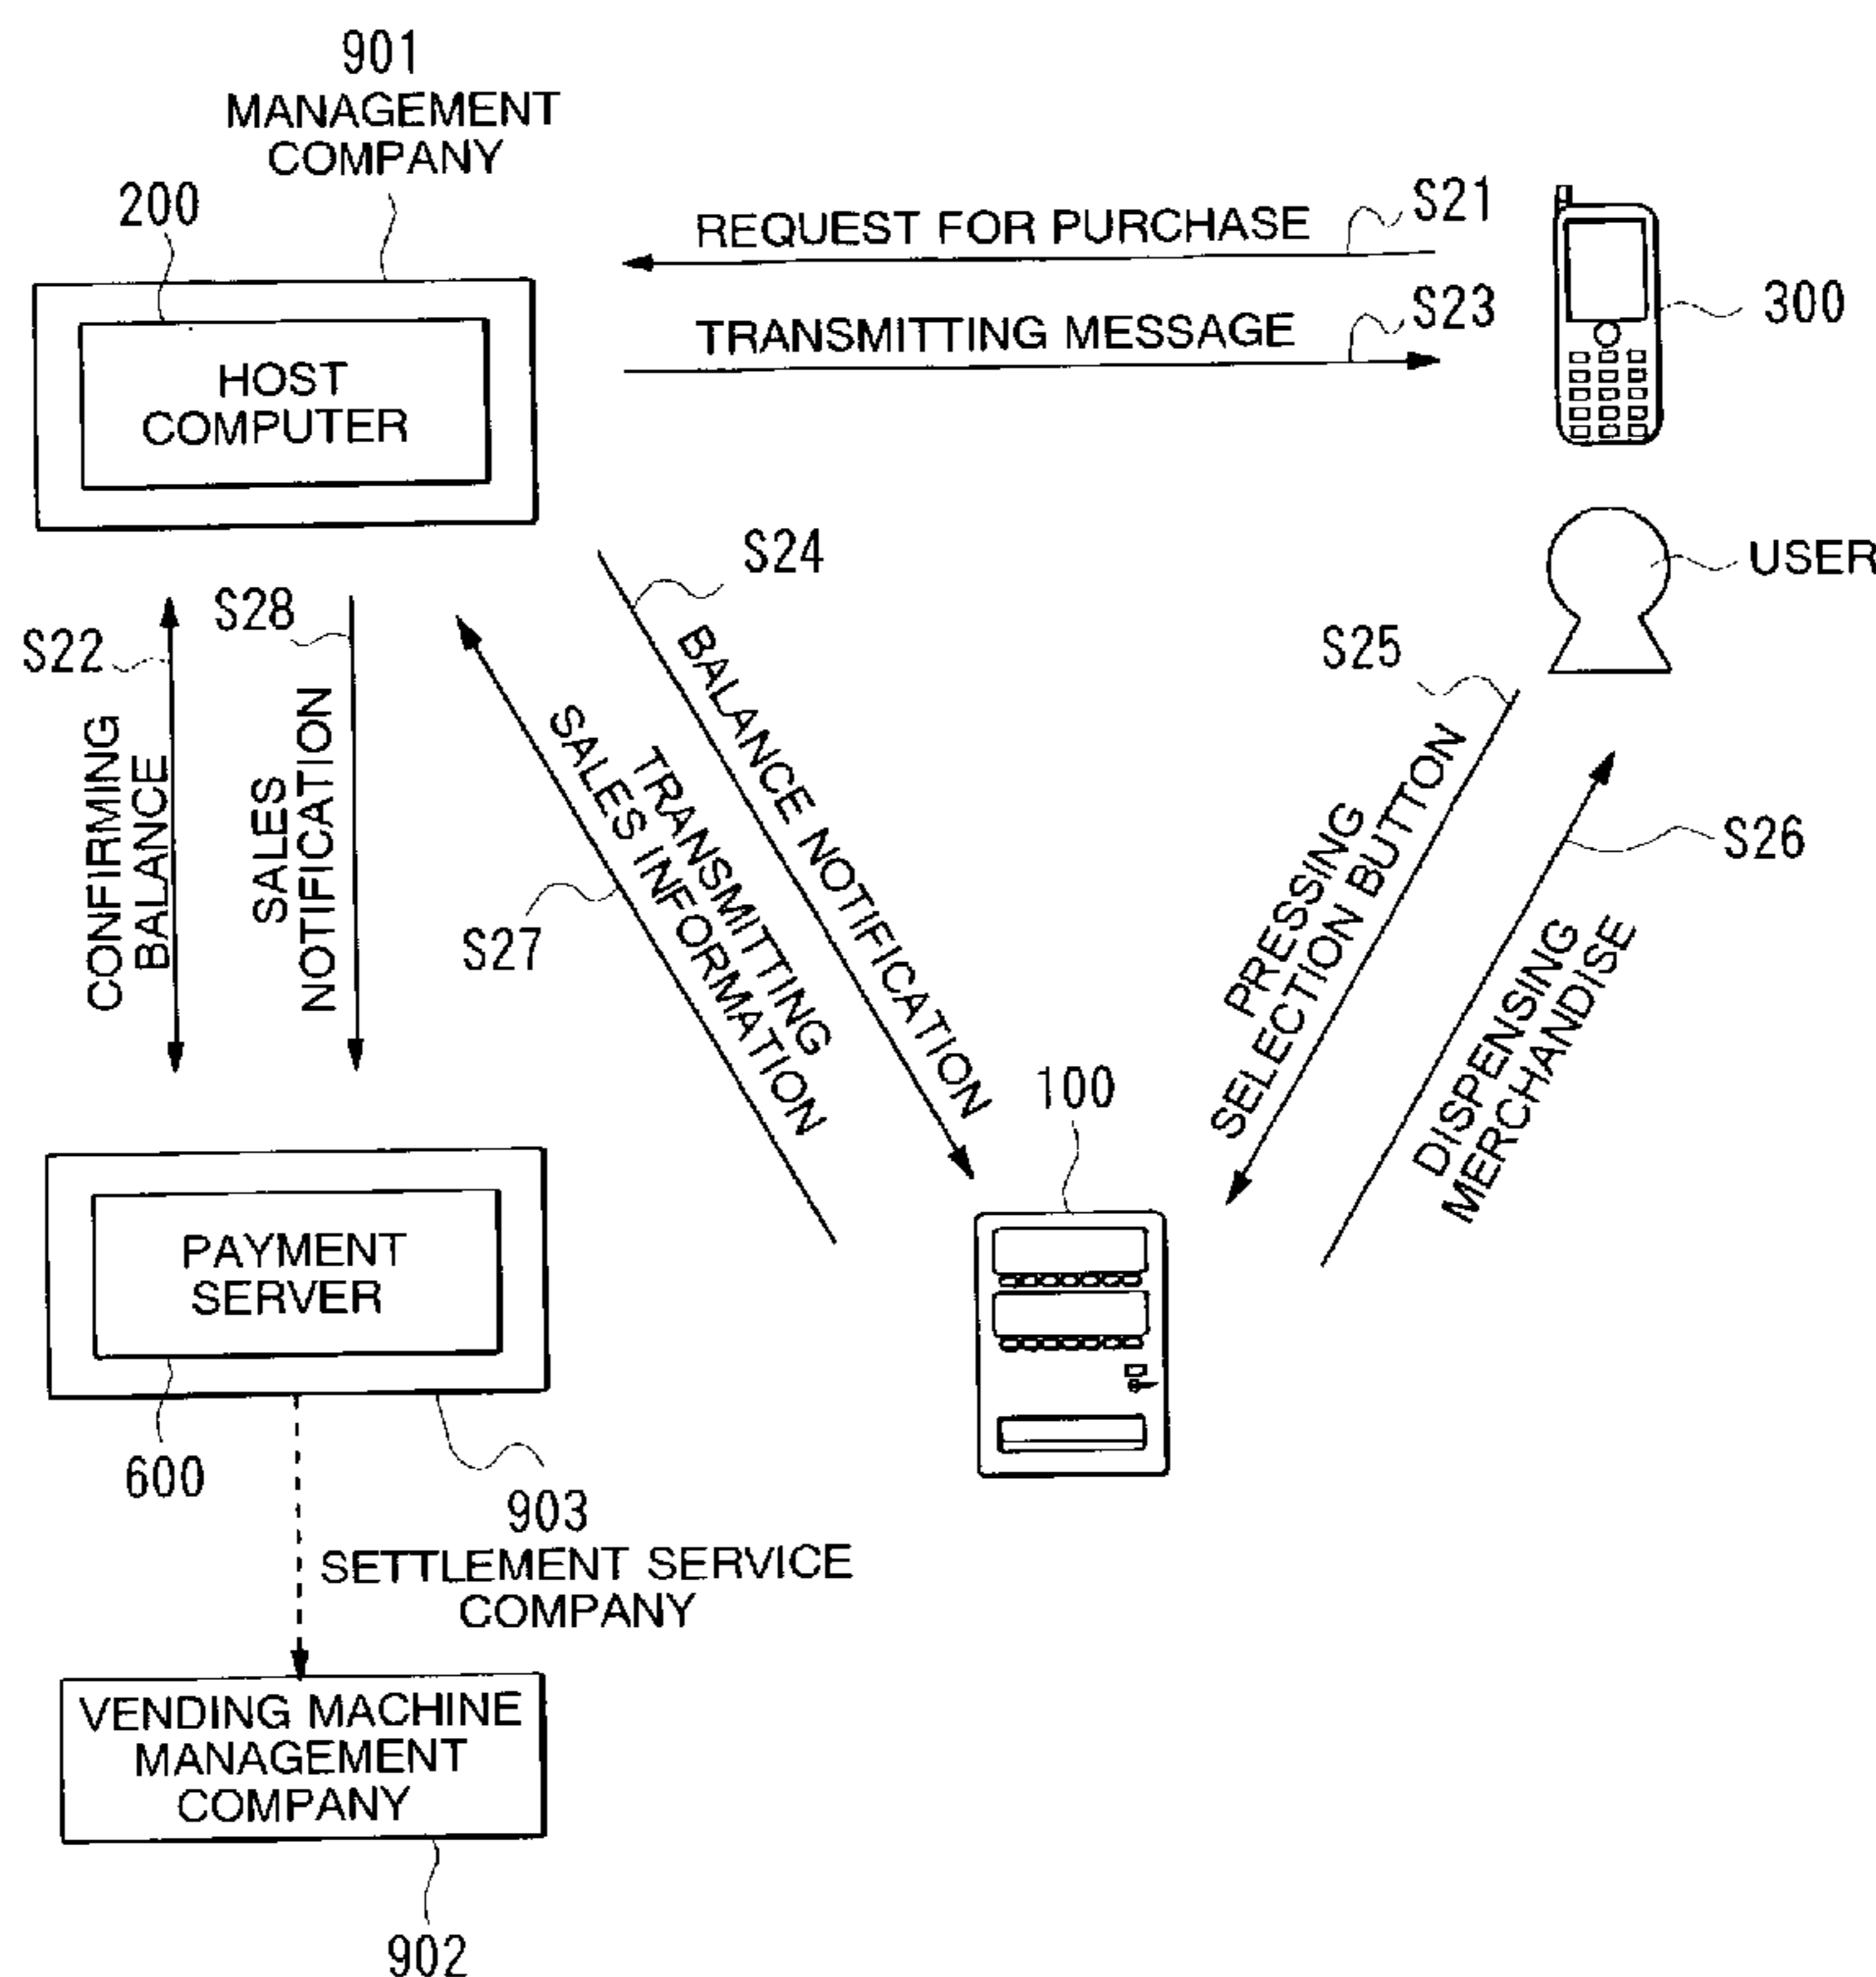 901
MANAGEMENT
COMPANY
200
HOST
COMPUTER
REQUEST FOR PURCHASE
S21
TRANSMITTING MESSAGE
S23
300
USER
S22
CONFIRMING
BALANCE
S28
SALES
NOTIFICATION
S24
BALANCE NOTIFICATION
S27
TRANSMITTING
SALES INFORMATION
S25
PRESSING
SELECTION BUTTON
S26
DISPENSING
MERCHANDISE
100
PAYMENT
SERVER
600
903
SETTLEMENT SERVICE
COMPANY
VENDING MACHINE
MANAGEMENT
COMPANY
902